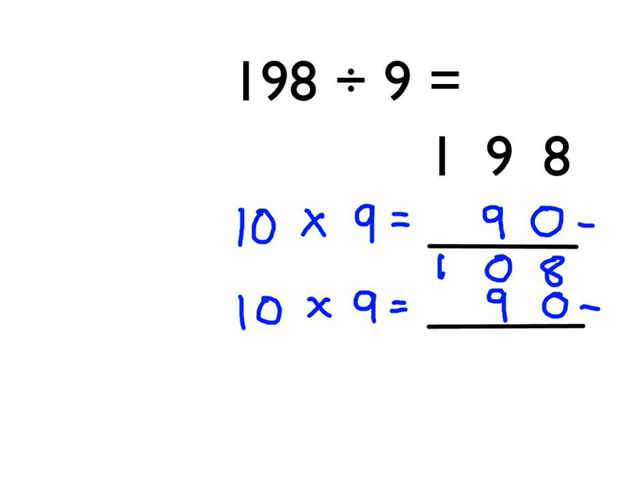 198 ÷ 9 =
1 9 8
10 × 9 = 9 0 -
1 0 8
10 × 9 = 9 0 -